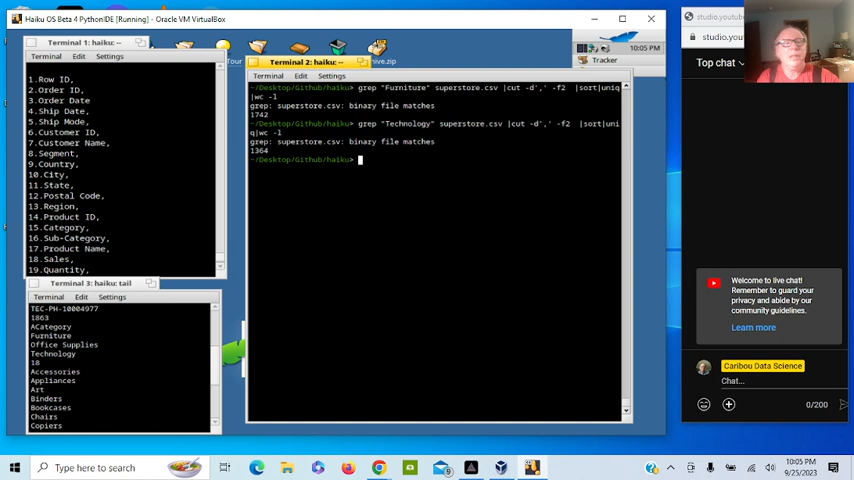 Haiku OS Beta 4 PythonIDE [Running] - Oracle VM VirtualBox
studio.youtu
studio.you
Terminal 1: haiku: --
Edit
Settings
1.Row ID,
2.Order ID,
3.Order Date
4.Ship Date,
5.Ship Mode,
6.Customer ID,
7.Customer Name,
8.Segment,
9.Country,
10.City,
11.State,
12.Postal Code,
13.Region,
14.Product ID,
15.Category,
16.Sub-Category,
17.Product Name,
18.Sales,
19.Quantity,
Terminal
Tour
hive.zip
10:05 PM
Tracker
Terminal 2: haiku: --
Terminal
Edit
Settings
~/Desktop/Github/haiku> grep "Furniture" superstore.csv |cut -d',' -f2  |sort|uniq
|wc -l
grep: superstore.csv: binary file matches
1742
~/Desktop/Github/haiku> grep "Technology" superstore.csv |cut -d',' -f2  |sort|uni
q|wc -l
grep: superstore.csv: binary file matches
1364
~/Desktop/Github/haiku>
Terminal 3: haiku: tail
Terminal
Edit
Settings
TEC-PH-10004977
1863
ACategory
Furniture
Office Supplies
Technology
18
Accessories
Appliances
Art
Binders
Bookcases
Chairs
Copiers
Top chat
Welcome to live chat!
Remember to guard your
privacy and abide by our
community guidelines.
Learn more
Caribou Data Science
Chat...
0/200
Type here to search
9
10:05 PM
9/25/2023